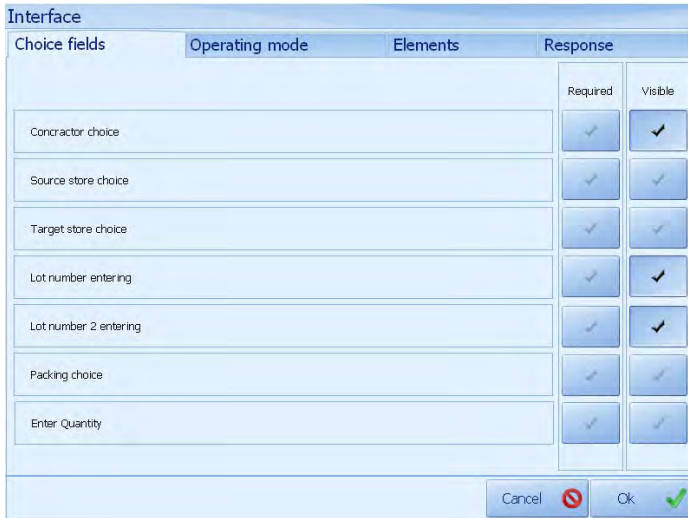 Interface
Choice fields Operating mode Elements Response
Required Visible
Concractor choice
Source store choice
Target store choice
Lot number entering
Lot number 2 entering
Packing choice
Enter Quantity
Cancel Ok